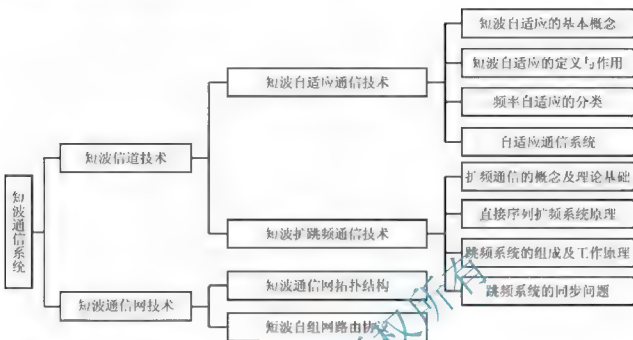 短波自适应的基本概念
短波自适应的定义与作用
短波自适应通信技术
频率自适应的分类
自适应通信系统
短波信道技术
扩频通信的概念及理论基础
直接序列扩频系统原理
短波通信系统
短波扩跳频通信技术
跳频系统的组成及工作原理
跳频系统的同步问题
短波通信网拓扑结构
短波通信网技术
短波自组网路由协议
权所有